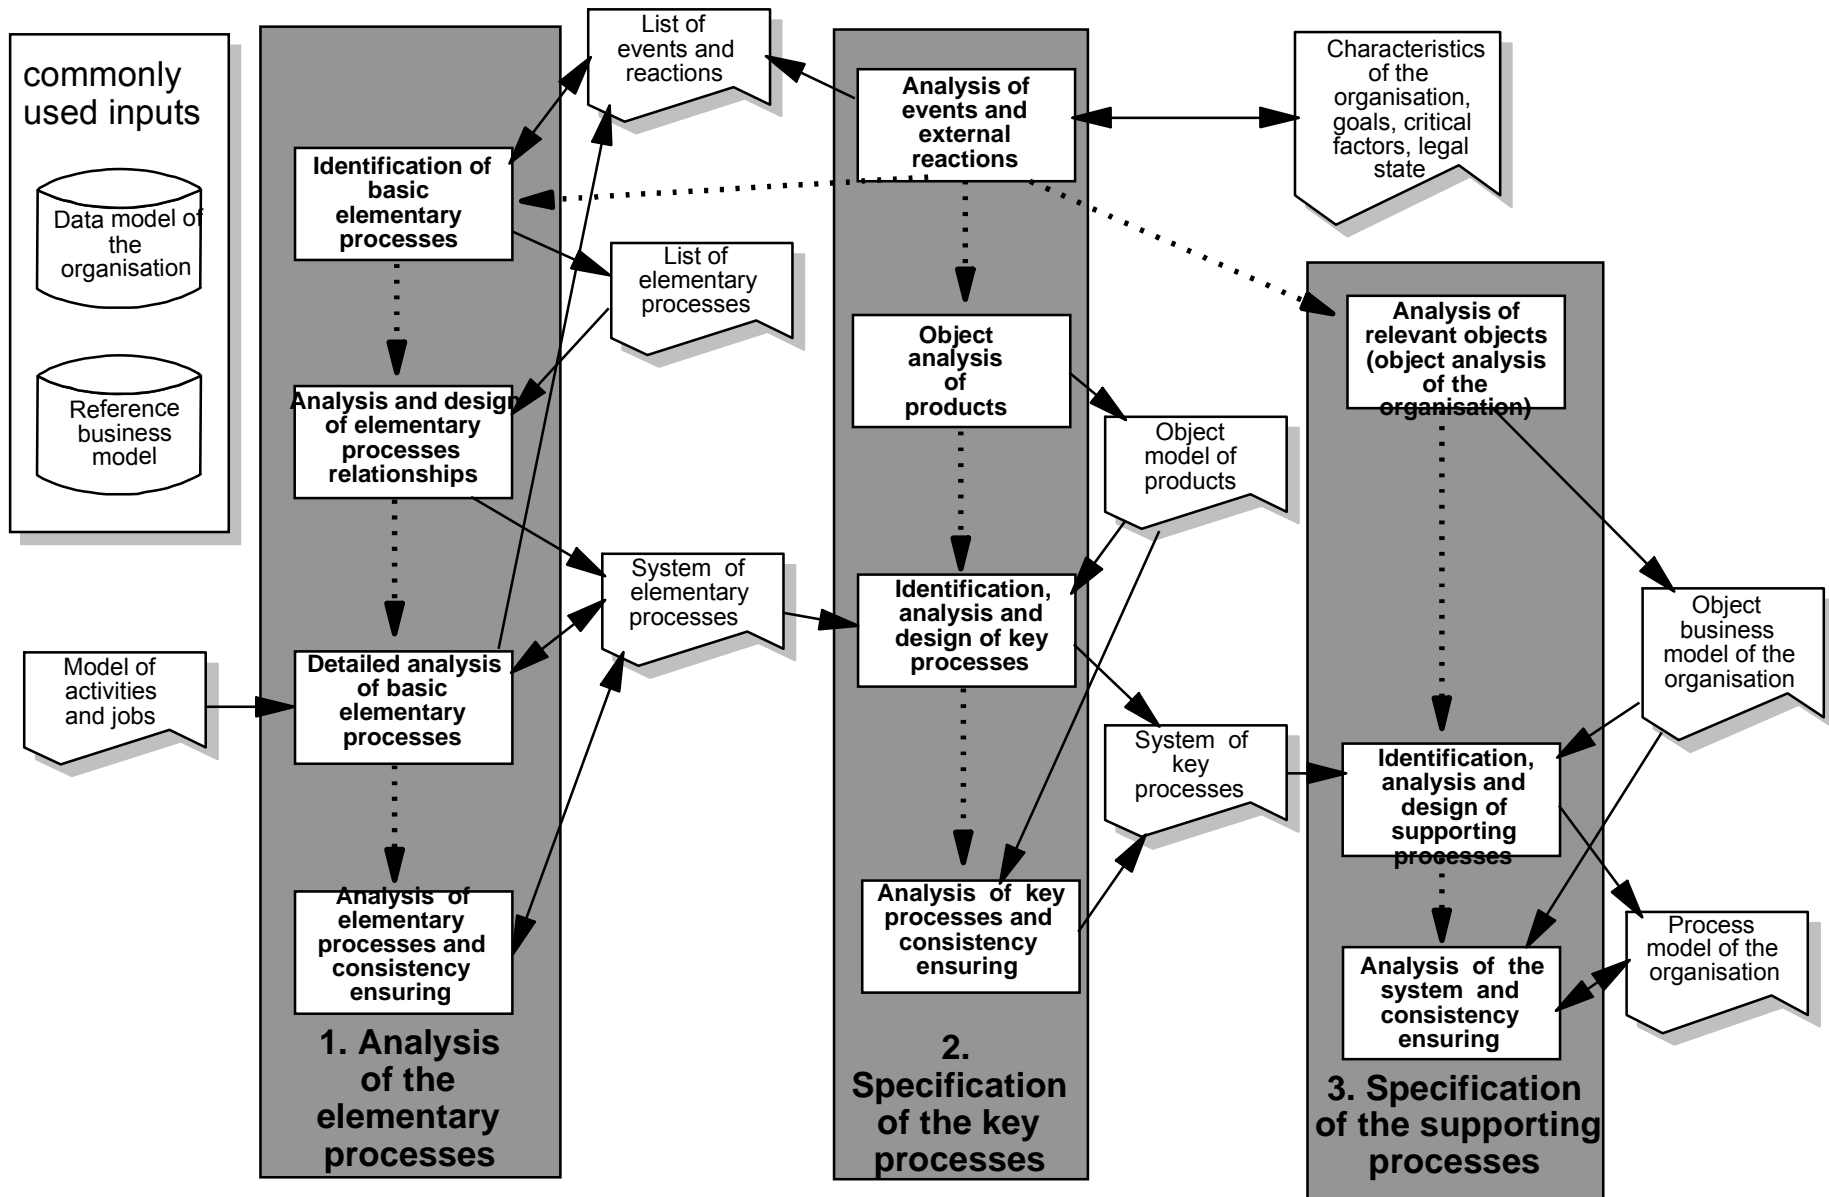 commonly
used inputs
Data model of
the
organisation
Reference
business
model
Model of
activities
and jobs
Identification of
basic
elementary
processes
Analysis and design
of elementary
processes
relationships
Detailed analysis
of basic
elementary
processes
Analysis of
elementary
processes and
consistency
ensuring
1. Analysis
of the
elementary
processes
List of
events and
reactions
List of
elementary
processes
System of
elementary
processes
Analysis of
events and
external
reactions
Object
analysis
of
products
Identification,
analysis and
design of key
processes
Analysis of key
processes and
consistency
ensuring
2.
Specification
of the key
processes
Characteristics
of the
organisation,
goals, critical
factors, legal
state
Object
model of
products
System of
key
processes
Analysis of
relevant objects
(object analysis
of the
organisation)
Identification,
analysis and
design of
supporting
processes
Analysis of the
system and
consistency
ensuring
3. Specification
of the supporting
processes
Object
business
model of the
organisation
Process
model of the
organisation